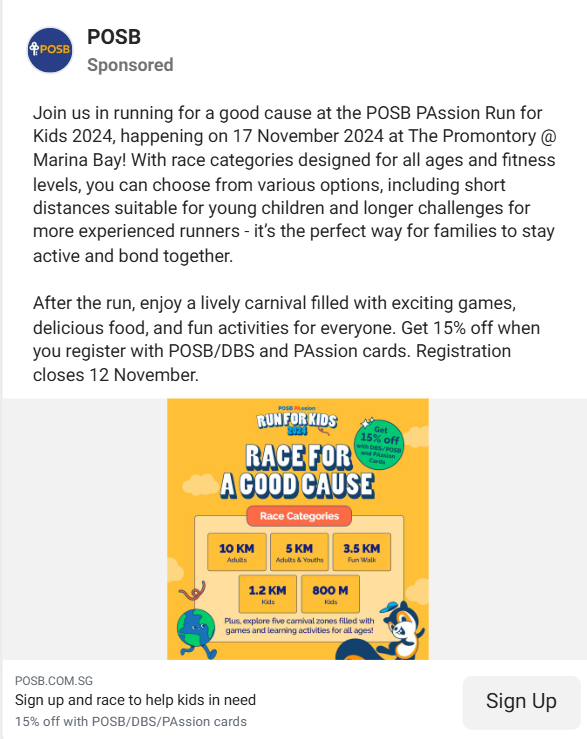 POSB
POSB
Sponsored
Join us in running for a good cause at the POSB PAssion Run for
Kids 2024, happening on 17 November 2024 at The Promontory @
Marina Bay! With race categories designed for all ages and fitness
levels, you can choose from various options, including short
distances suitable for young children and longer challenges for
more experienced runners - it’s the perfect way for families to stay
active and bond together.
After the run, enjoy a lively carnival filled with exciting games,
delicious food, and fun activities for everyone. Get 15% off when
you register with POSB/DBS and PAssion cards. Registration
closes 12 November.
POSB PAssion
RUN FOR KIDS
2024
Get
15% off
with DBS/POSB
and PAssion
Cards
RACE FOR
A GOOD CAUSE
Race Categories
10 KM
Adults
5 KM
Adults & Youths
3.5 KM
Fun Walk
1.2 KM
Kids
800 M
Kids
Plus, explore five carnival zones filled with
games and learning activities for all ages!
POSB.COM.SG
Sign up and race to help kids in need
15% off with POSB/DBS/PAssion cards
Sign Up